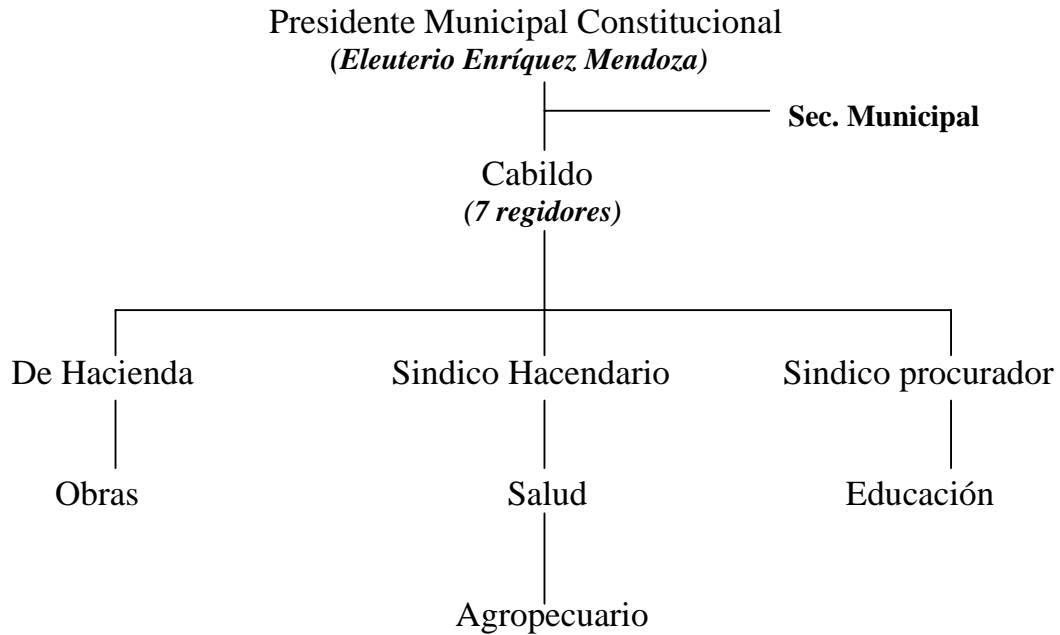 Presidente Municipal Constitucional
(Eleuterio Enríquez Mendoza)
Sec. Municipal
Cabildo
(7 regidores)
De Hacienda
Sindico Hacendario
Sindico procurador
Obras
Salud
Educación
Agropecuario